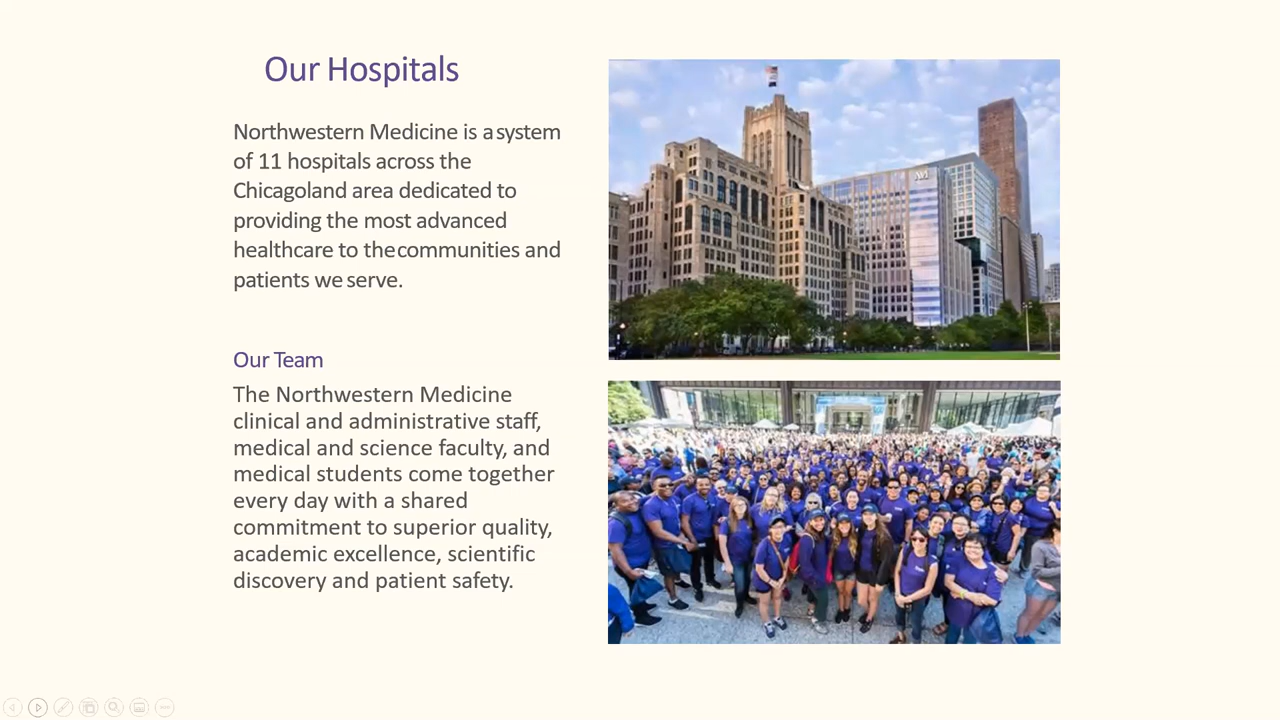 Our Hospitals
Northwestern Medicine is a system
of 11 hospitals across the
Chicagoland area dedicated to
providing the most advanced
healthcare to the communities and
patients we serve.
Our Team
The Northwestern Medicine
clinical and administrative staff,
medical and science faculty, and
medical students come together
every day with a shared
commitment to superior quality,
academic excellence, scientific
discovery and patient safety.